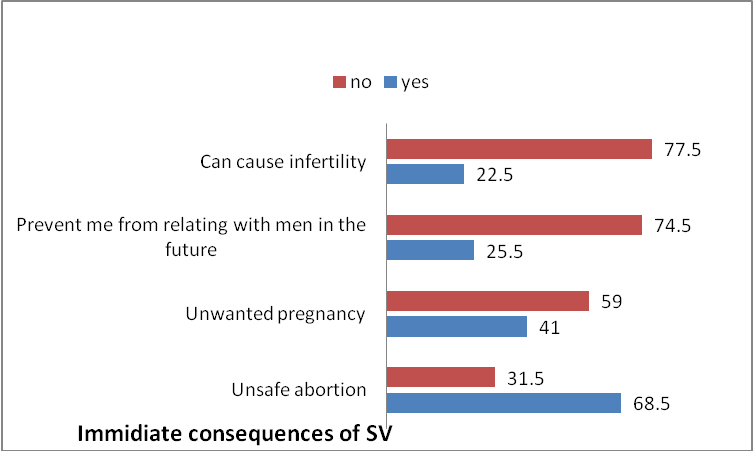 no yes
Can cause infertility
77.5
22.5
Prevent me from relating with men in the
future
74.5
25.5
Unwanted pregnancy
59
41
Unsafe abortion
31.5
68.5
Immidiate consequences of SV